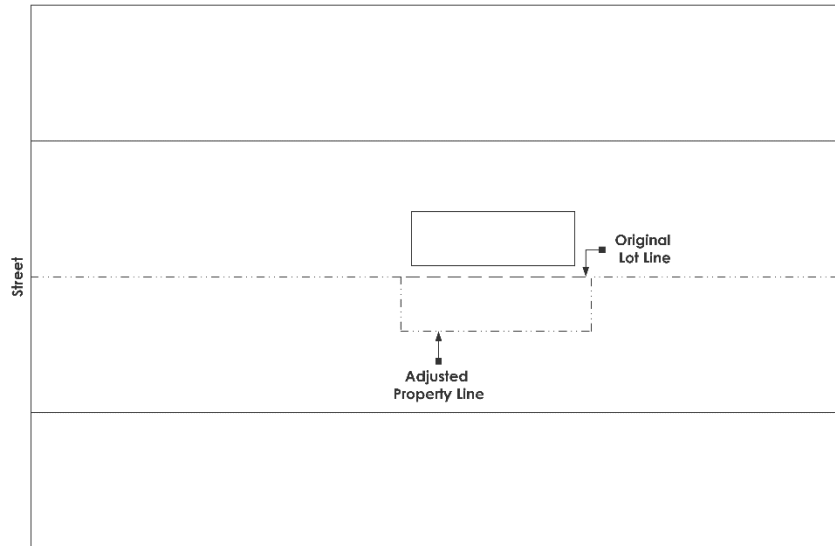 Street
Original
Lot Line
Adjusted
Property Line